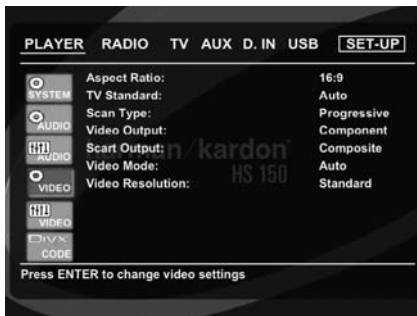 PLAYER RADIO TV AUX D. IN USB SET-UP
SYSTEM
AUDIO
AUDIO
VIDEO
VIDEO
DIVX
CODE
Aspect Ratio: 16:9
TV Standard: Auto
Scan Type: Progressive
Video Output: Component
Scart Output: Composite
Video Mode: Auto
Video Resolution: Standard
harman/kardon
HS 150
Press ENTER to change video settings